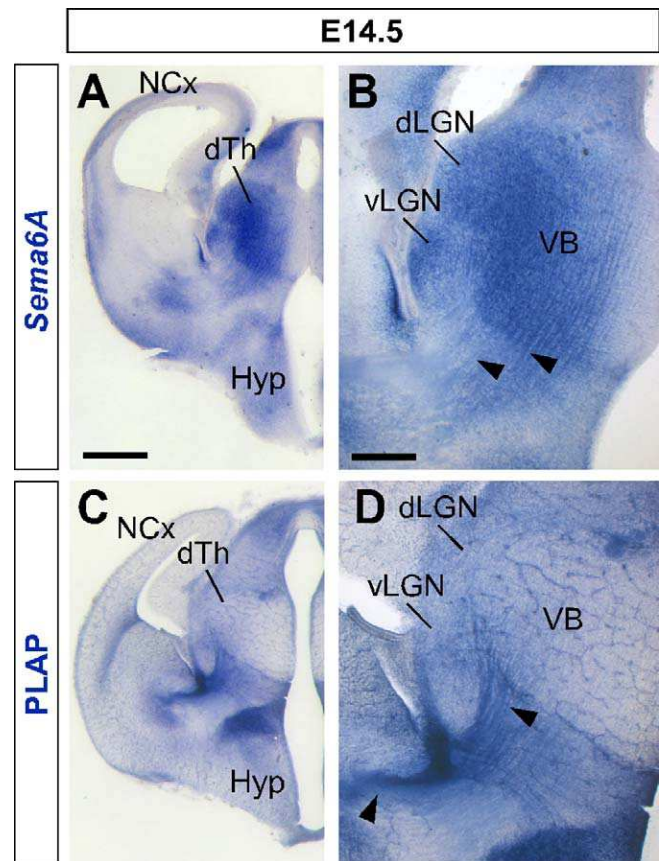 E14.5
Sema6A
A
NCx
dTh
Hyp
B
dLGN
vLGN
VB
PLAP
C
NCx
dTh
Hyp
D
dLGN
vLGN
VB